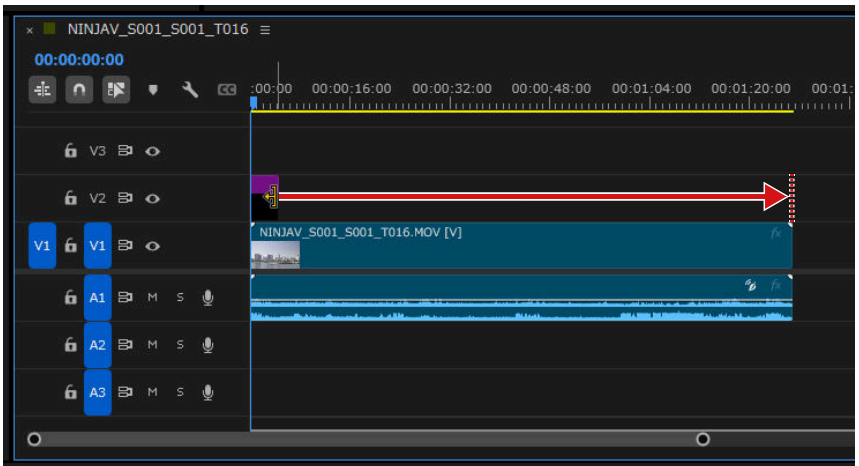 × NINJAV_S001_S001_T016 ≡
00:00:00:00
CC :00:00 00:00:16:00 00:00:32:00 00:00:48:00 00:01:04:00 00:01:20:00 00:01:
V3
V2
V1 V1 NINJAV_S001_S001_T016.MOV [V] fx
A1 M S fx
A2 M S
A3 M S